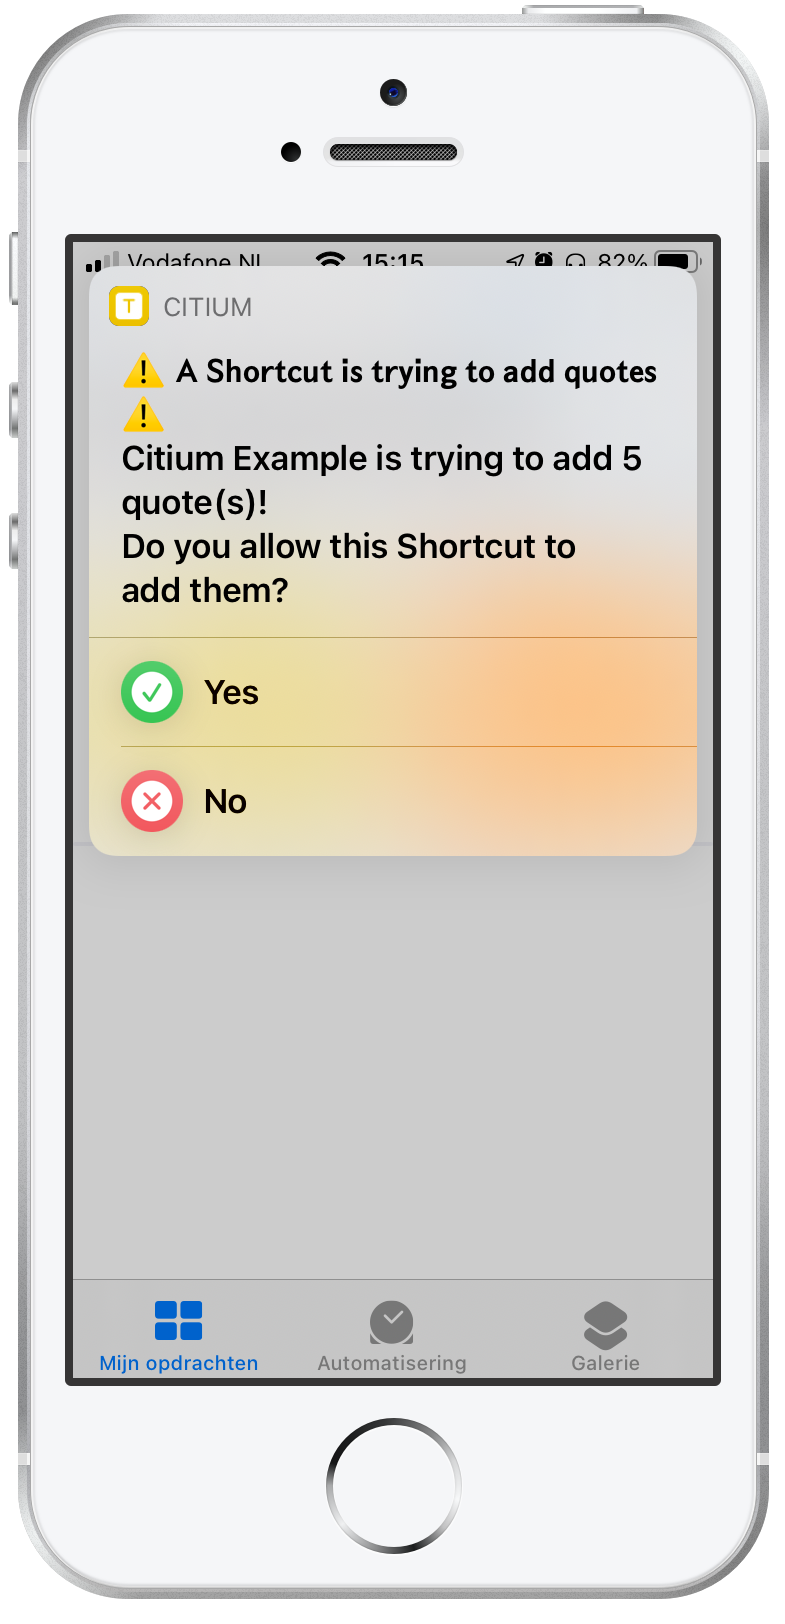 Vodafone NL 15:15 82%
T CITIUM
⚠️ A Shortcut is trying to add quotes
⚠️
Citium Example is trying to add 5
quote(s)!
Do you allow this Shortcut to
add them?
Yes
No
Mijn opdrachten Automatisering Galerie